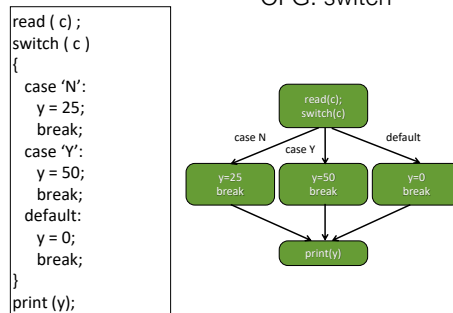 CFG: switch
read ( c) ;
switch ( c )
{
case ‘N’:
y = 25;
break;
case ‘Y’:
y = 50;
break;
default:
y = 0;
break;
}
print (y);
read(c);
switch(c)
case N
case Y
default
y=25
break
y=50
break
y=0
break
print(y)